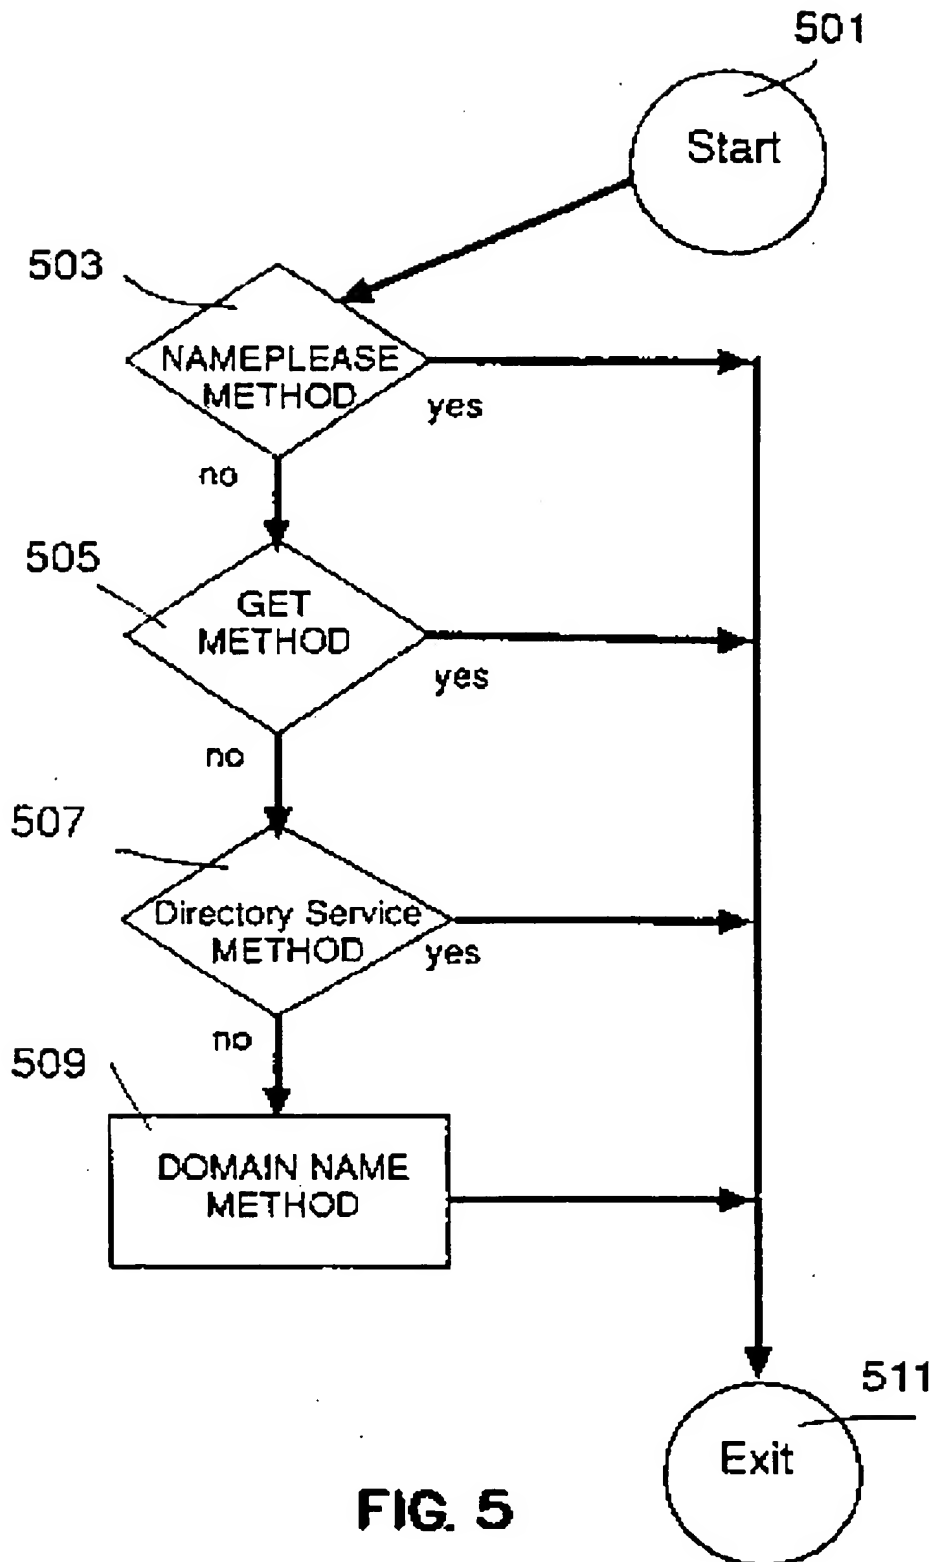 501
Start
503
NAMEPLEASE
METHOD
yes
no
505
GET
METHOD
yes
no
507
Directory Service
METHOD
yes
no
509
DOMAIN NAME
METHOD
511
Exit
FIG. 5